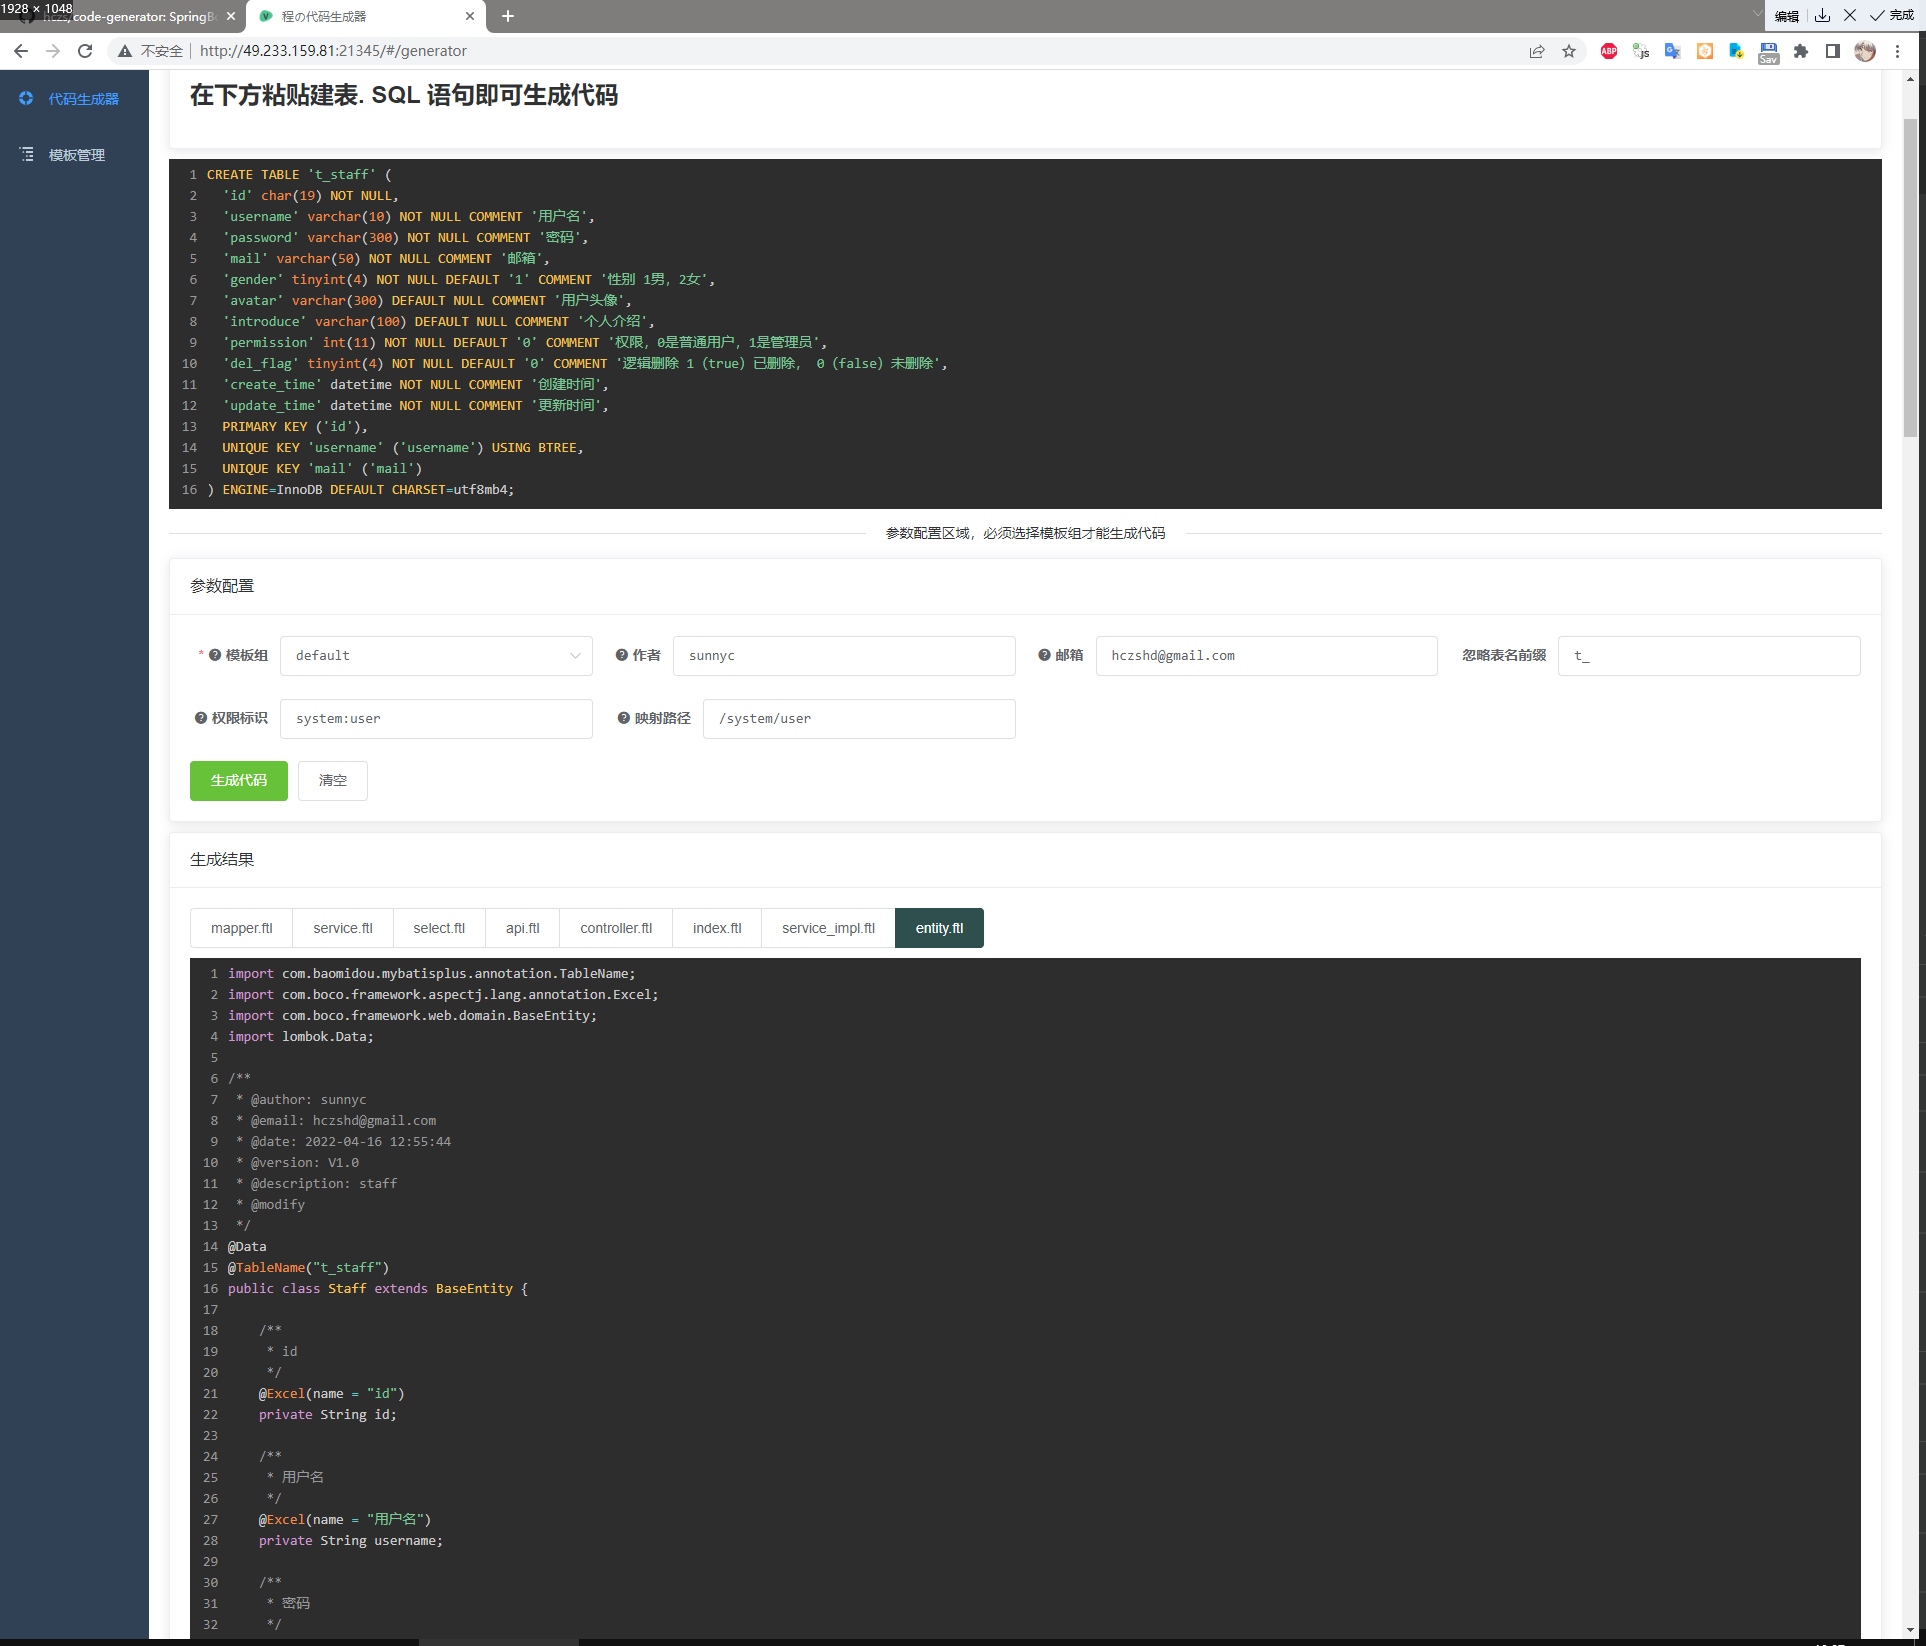 1928 × 1048
hczs/code-generator: SpringB
程の代码生成器
编辑
完成
不安全
http://49.233.159.81:21345/#/generator
ABP
js
Sav
代码生成器
模板管理
在下方粘贴建表. SQL 语句即可生成代码
1 CREATE TABLE 't_staff' (
2 'id' char(19) NOT NULL,
3 'username' varchar(10) NOT NULL COMMENT '用户名',
4 'password' varchar(300) NOT NULL COMMENT '密码',
5 'mail' varchar(50) NOT NULL COMMENT '邮箱',
6 'gender' tinyint(4) NOT NULL DEFAULT '1' COMMENT '性别 1男，2女',
7 'avatar' varchar(300) DEFAULT NULL COMMENT '用户头像',
8 'introduce' varchar(100) DEFAULT NULL COMMENT '个人介绍',
9 'permission' int(11) NOT NULL DEFAULT '0' COMMENT '权限，0是普通用户，1是管理员',
10 'del_flag' tinyint(4) NOT NULL DEFAULT '0' COMMENT '逻辑删除 1（true）已删除， 0（false）未删除',
11 'create_time' datetime NOT NULL COMMENT '创建时间',
12 'update_time' datetime NOT NULL COMMENT '更新时间',
13 PRIMARY KEY ('id'),
14 UNIQUE KEY 'username' ('username') USING BTREE,
15 UNIQUE KEY 'mail' ('mail')
16 ) ENGINE=InnoDB DEFAULT CHARSET=utf8mb4;
参数配置区域，必须选择模板组才能生成代码
参数配置
* 模板组 default
作者 sunnyc
邮箱 hczshd@gmail.com
忽略表名前缀 t_
权限标识 system:user
映射路径 /system/user
生成代码 清空
生成结果
mapper.ftl service.ftl select.ftl api.ftl controller.ftl index.ftl service_impl.ftl entity.ftl
1 import com.baomidou.mybatisplus.annotation.TableName;
2 import com.boco.framework.aspectj.lang.annotation.Excel;
3 import com.boco.framework.web.domain.BaseEntity;
4 import lombok.Data;
5
6 /**
7 * @author: sunnyc
8 * @email: hczshd@gmail.com
9 * @date: 2022-04-16 12:55:44
10 * @version: V1.0
11 * @description: staff
12 * @modify
13 */
14 @Data
15 @TableName("t_staff")
16 public class Staff extends BaseEntity {
17
18 /**
19 * id
20 */
21 @Excel(name = "id")
22 private String id;
23
24 /**
25 * 用户名
26 */
27 @Excel(name = "用户名")
28 private String username;
29
30 /**
31 * 密码
32 */